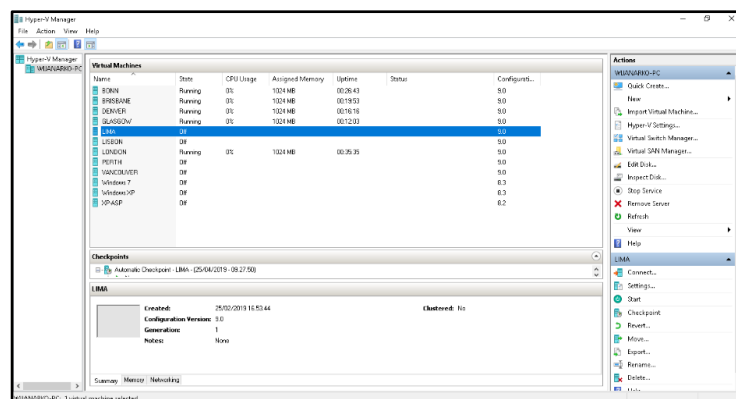 Hyper-V Manager
File Action View Help
Hyper-V Manager
WIJANARKO-PC
Virtual Machines
Name State CPU Usage Assigned Memory Uptime Status Configurati...
BONN Running 0% 1024 MB 00:26:43 9.0
BRISBANE Running 0% 1024 MB 00:19:53 9.0
DENVER Running 0% 1024 MB 00:16:16 9.0
GLASGOW Running 0% 1024 MB 00:12:03 9.0
LIMA Off 9.0
LISBON Off 9.0
LONDON Running 0% 1024 MB 00:35:35 9.0
PERTH Off 9.0
VANCOUVER Off 9.0
Windows 7 Off 8.3
Windows XP Off 8.3
XP-ASP Off 8.2
Checkpoints
Automatic Checkpoint - LIMA - (25/04/2019 - 09:27:50)
LIMA
Created: 25/02/2019 16:53:44 Clustered: No
Configuration Version: 9.0
Generation: 1
Notes: None
Summary Memory Networking
WIJANARKO-PC: 1 virtual machine selected.
Actions
WIJANARKO-PC
Quick Create...
New
Import Virtual Machine...
Hyper-V Settings...
Virtual Switch Manager...
Virtual SAN Manager...
Edit Disk...
Inspect Disk...
Stop Service
Remove Server
Refresh
View
Help
LIMA
Connect...
Settings...
Start
Checkpoint
Revert...
Move...
Export...
Rename...
Delete...
Help